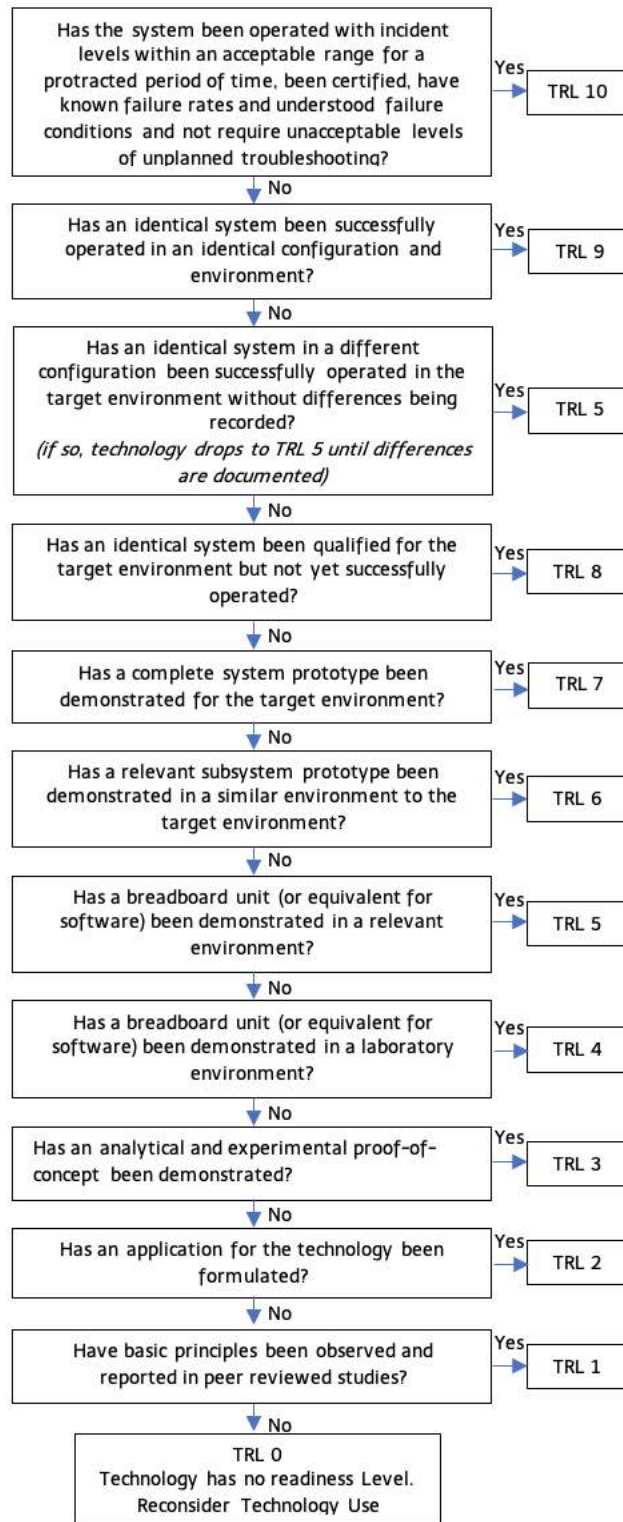 Has the system been operated with incident
levels within an acceptable range for a
protracted period of time, been certified, have
known failure rates and understood failure
conditions and not require unacceptable levels
of unplanned troubleshooting?
Yes
TRL 10
No
Has an identical system been successfully
operated in an identical configuration and
environment?
Yes
TRL 9
No
Has an identical system in a different
configuration been successfully operated in the
target environment without differences being
recorded?
(if so, technology drops to TRL 5 until differences
are documented)
Yes
TRL 5
No
Has an identical system been qualified for the
target environment but not yet successfully
operated?
Yes
TRL 8
No
Has a complete system prototype been
demonstrated for the target environment?
Yes
TRL 7
No
Has a relevant subsystem prototype been
demonstrated in a similar environment to the
target environment?
Yes
TRL 6
No
Has a breadboard unit (or equivalent for
software) been demonstrated in a relevant
environment?
Yes
TRL 5
No
Has a breadboard unit (or equivalent for
software) been demonstrated in a laboratory
environment?
Yes
TRL 4
No
Has an analytical and experimental proof-of-
concept been demonstrated?
Yes
TRL 3
No
Has an application for the technology been
formulated?
Yes
TRL 2
No
Have basic principles been observed and
reported in peer reviewed studies?
Yes
TRL 1
No
TRL 0
Technology has no readiness Level.
Reconsider Technology Use